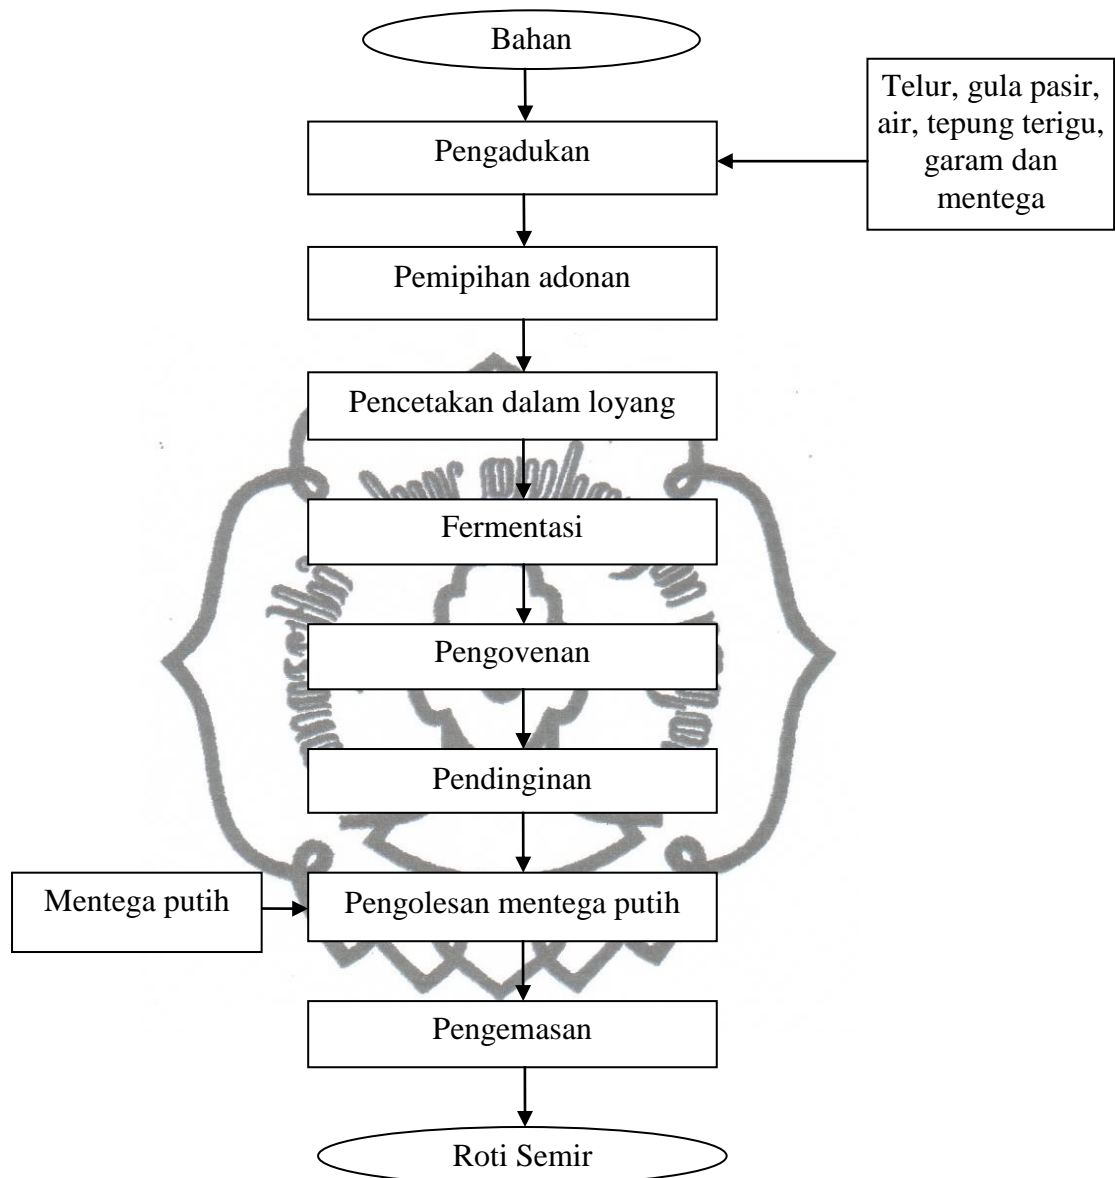 Bahan
Telur, gula pasir,
air, tepung terigu,
garam dan
mentega
Pengadukan
Pemipihan adonan
Pencetakan dalam loyang
Fermentasi
Pengovenan
Pendinginan
Mentega putih
Pengolesan mentega putih
Pengemasan
Roti Semir